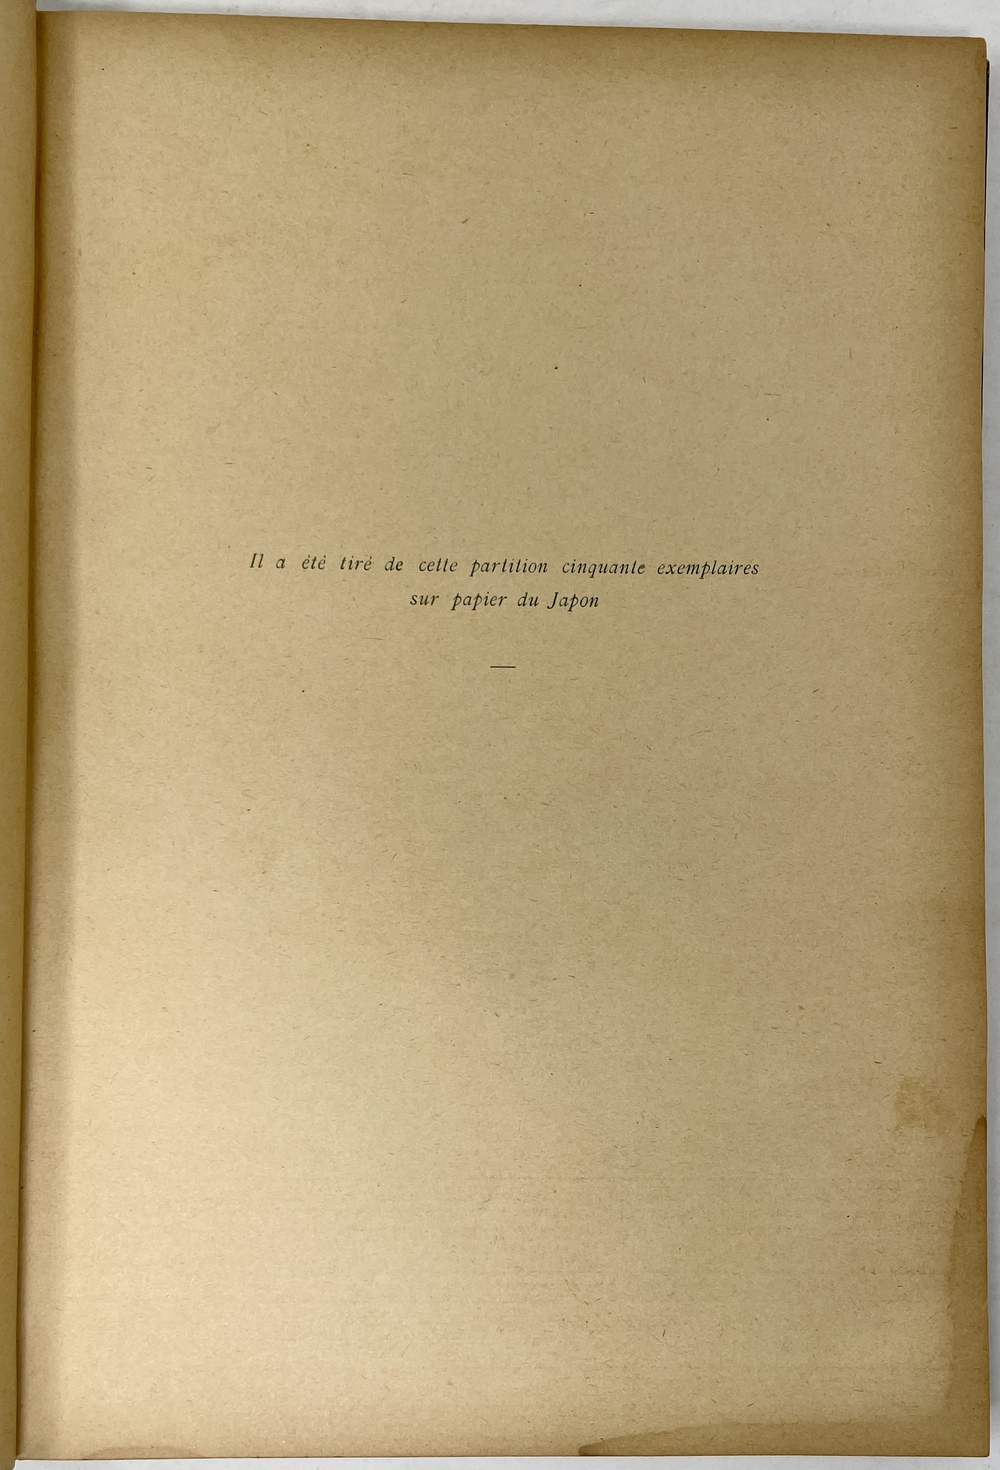 Il a été tiré de cette partition cinquante exemplaires
sur papier du Japon